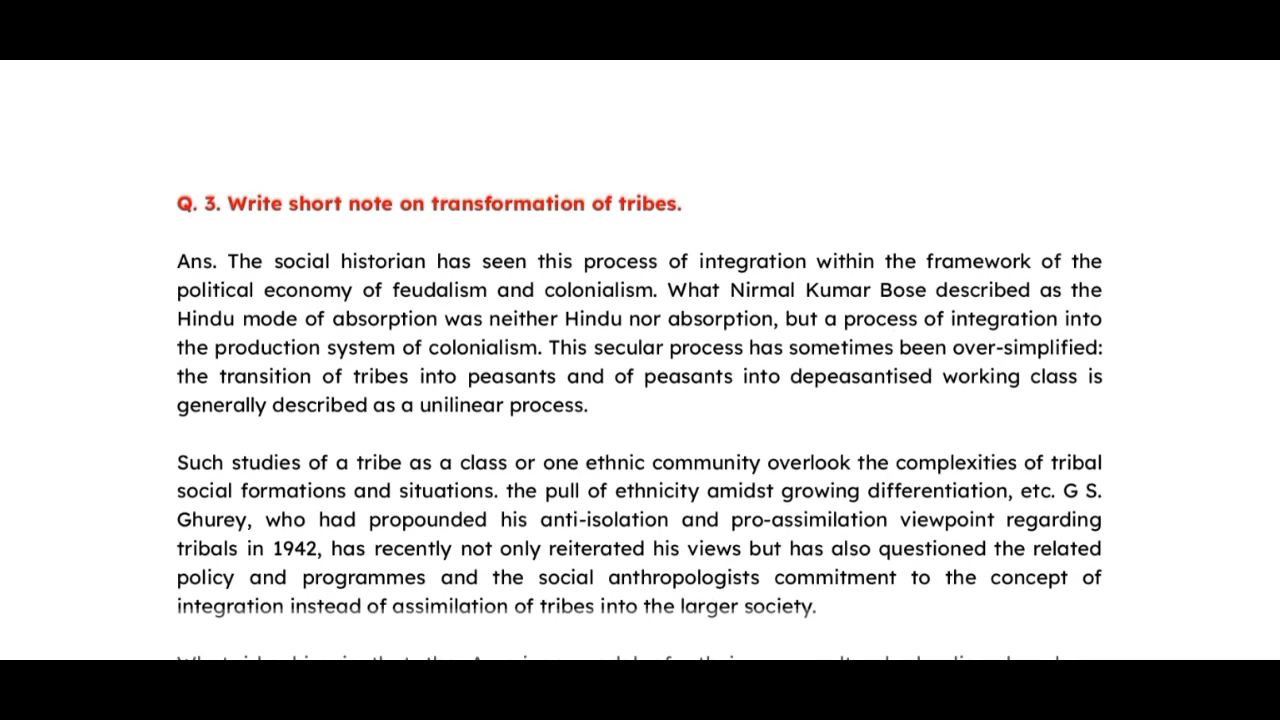 Q. 3. Write short note on transformation of tribes.
Ans. The social historian has seen this process of integration within the framework of the
political economy of feudalism and colonialism. What Nirmal Kumar Bose described as the
Hindu mode of absorption was neither Hindu nor absorption, but a process of integration into
the production system of colonialism. This secular process has sometimes been over-simplified:
the transition of tribes into peasants and of peasants into depeasantised working class is
generally described as a unilinear process.
Such studies of a tribe as a class or one ethnic community overlook the complexities of tribal
social formations and situations. the pull of ethnicity amidst growing differentiation, etc. G S.
Ghurey, who had propounded his anti-isolation and pro-assimilation viewpoint regarding
tribals in 1942, has recently not only reiterated his views but has also questioned the related
policy and programmes and the social anthropologists commitment to the concept of
integration instead of assimilation of tribes into the larger society.